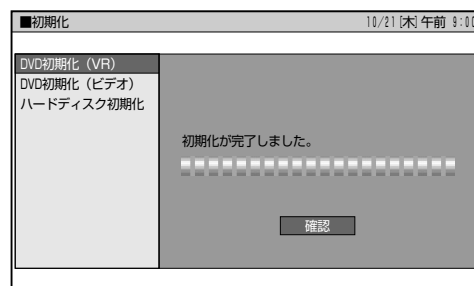 ■初期化 10/21[木]午前 9:00
DVD初期化(VR)
DVD初期化(ビデオ)
ハードディスク初期化
初期化が完了しました。
確認